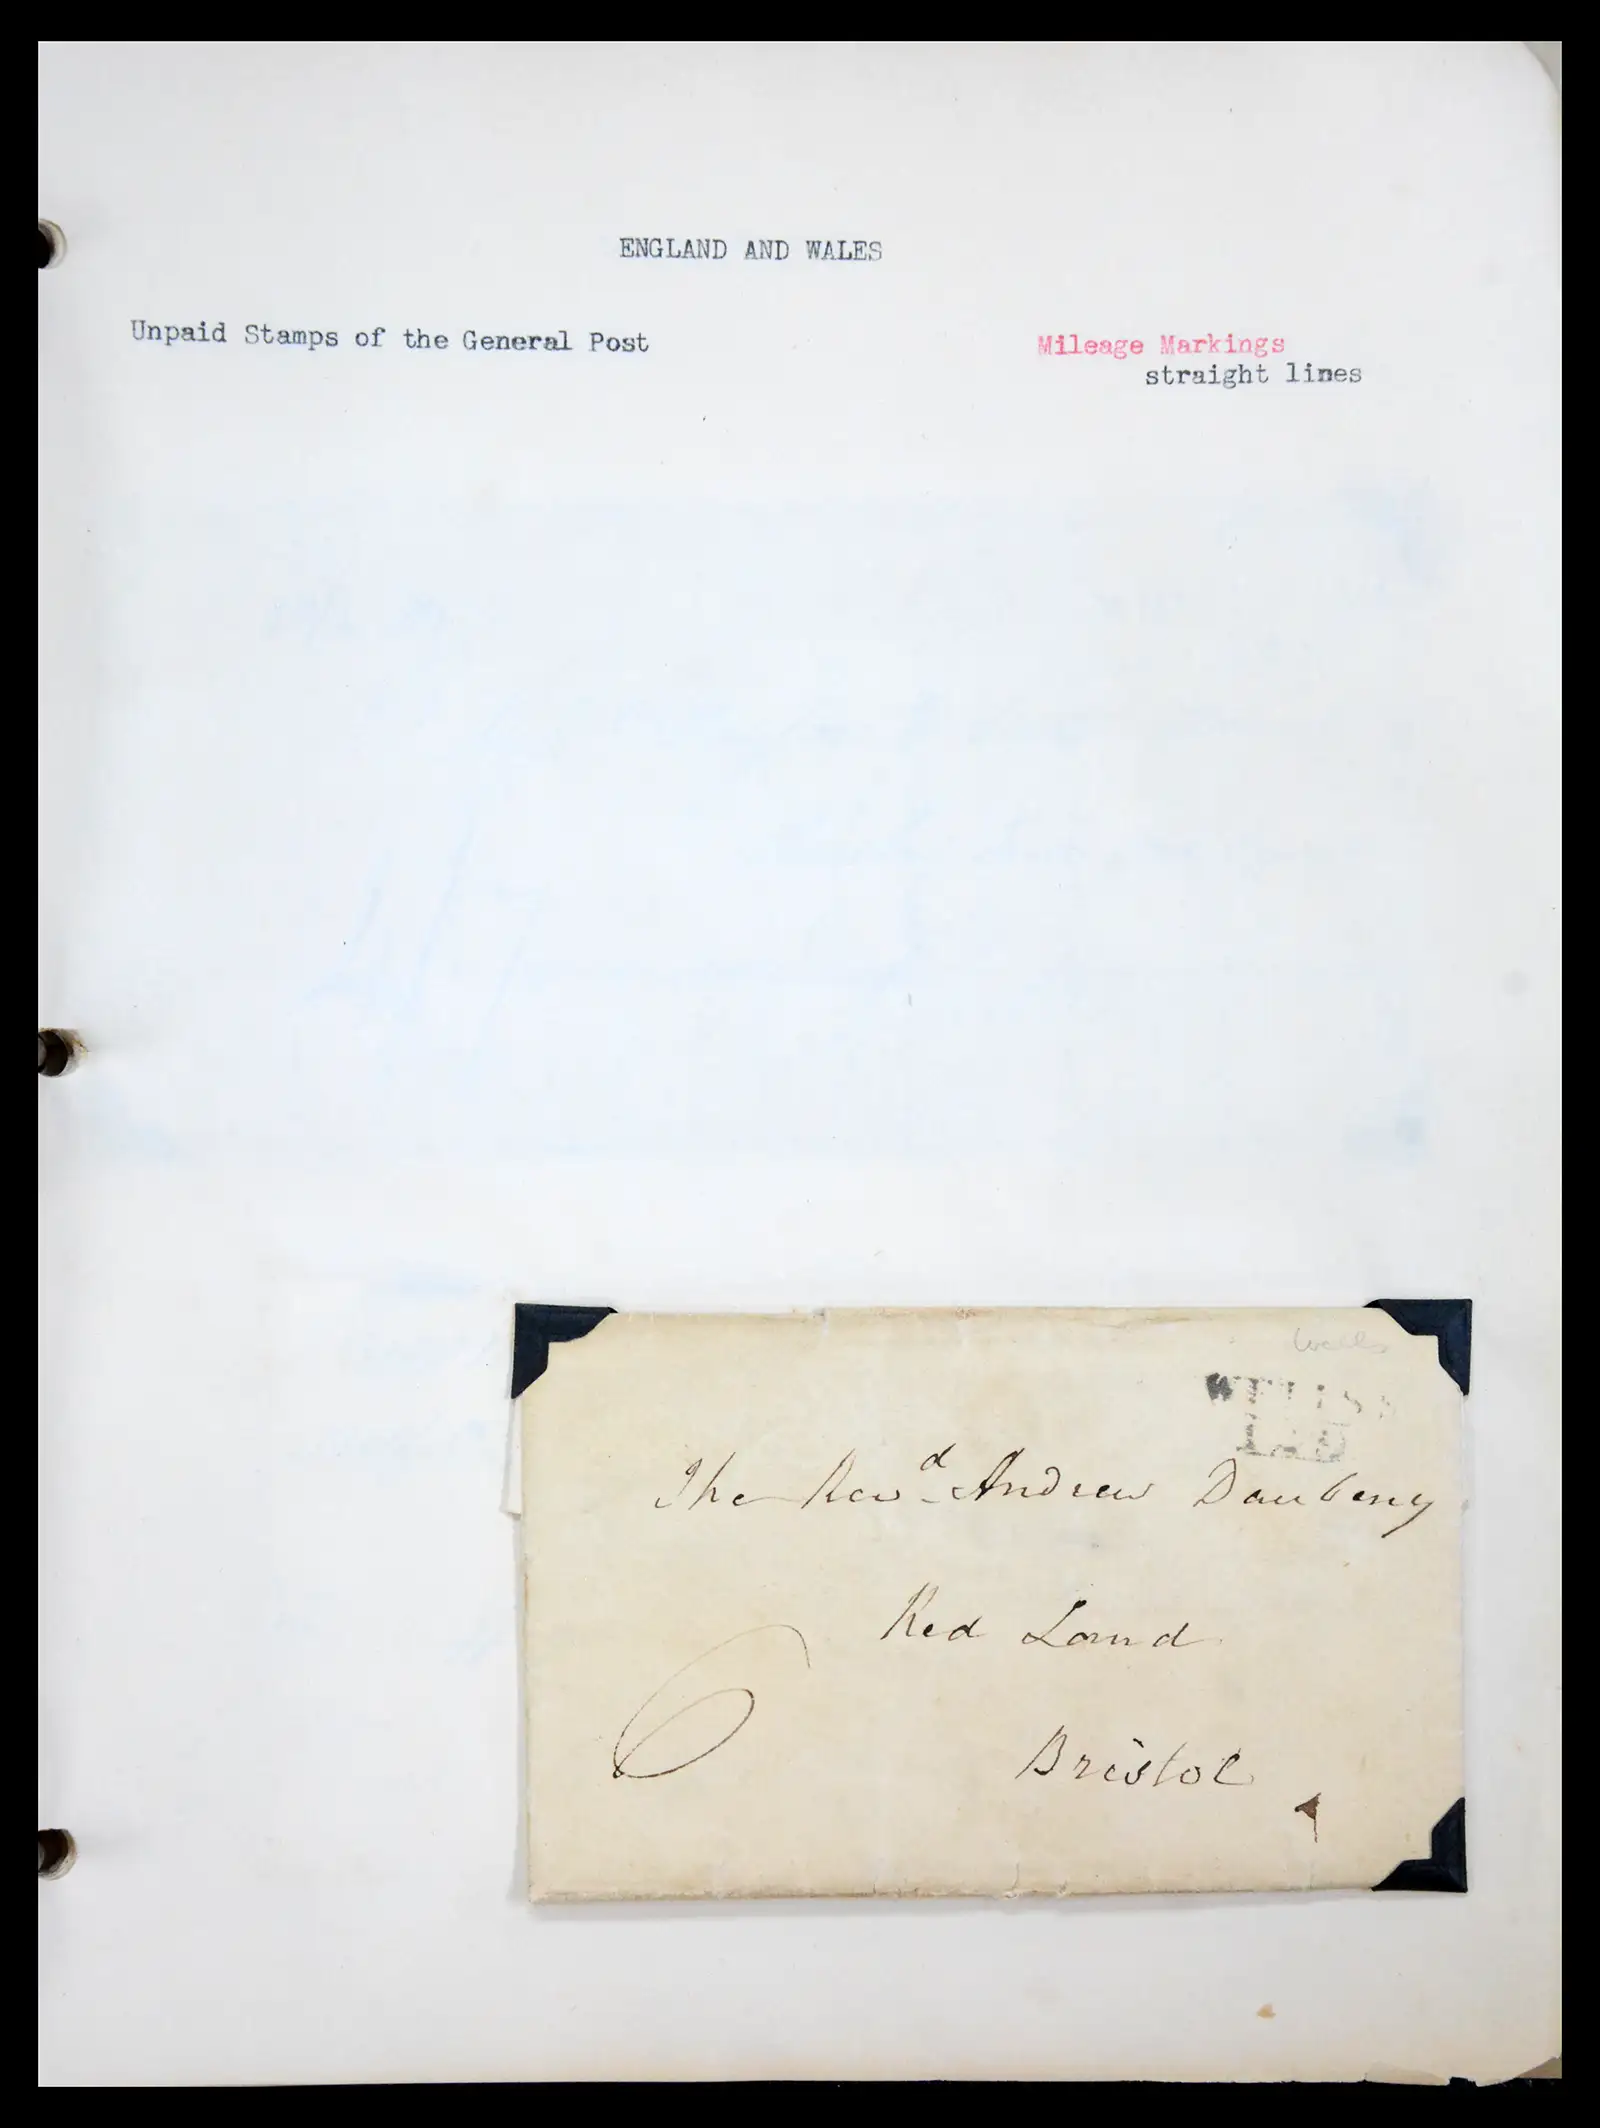 ENGLAND AND WALES
Unpaid Stamps of the General Post
Mileage Markings
straight lines
Wells
WELLS S
The Revd Andrew Daubeny
Red Land
Bristol
6